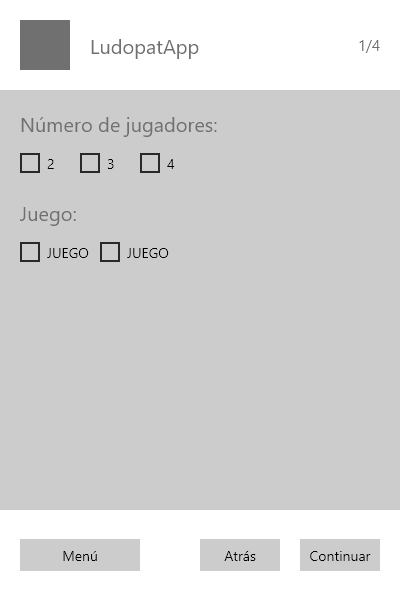 LudopatApp
1/4
Número de jugadores:
2 3 4
Juego:
JUEGO JUEGO
Menú Atrás Continuar